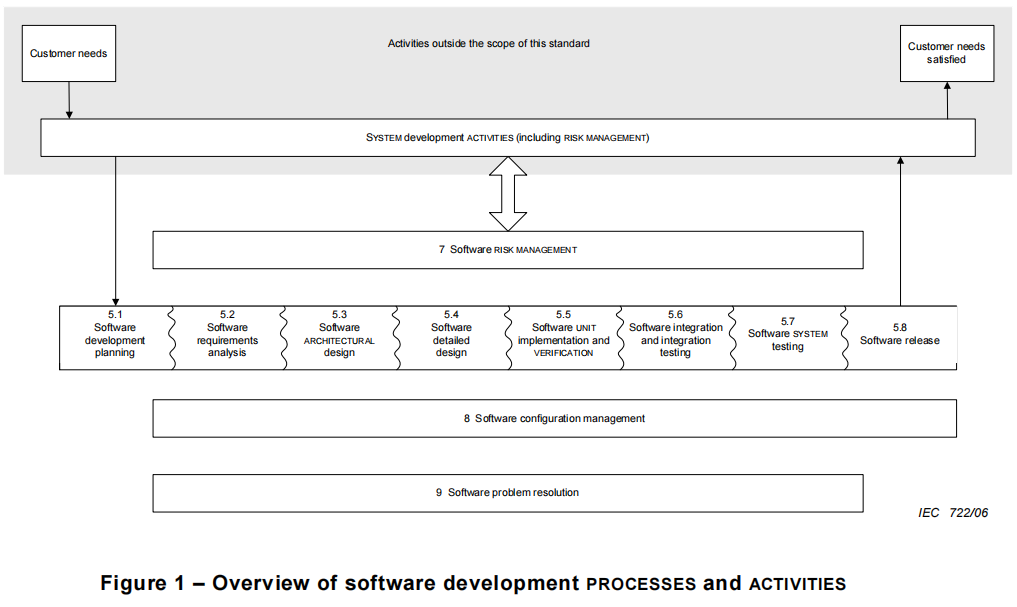 Customer needs
Activities outside the scope of this standard
Customer needs
satisfied
SYSTEM development ACTIVITIES (including RISK MANAGEMENT)
7 Software RISK MANAGEMENT
5.1
Software
development
planning
5.2
Software
requirements
analysis
5.3
Software
ARCHITECTURAL
design
5.4
Software
detailed
design
5.5
Software UNIT
implementation and
VERIFICATION
5.6
Software integration
and integration
testing
5.7
Software SYSTEM
testing
5.8
Software release
8 Software configuration management
9 Software problem resolution
IEC 722/06
Figure 1 – Overview of software development PROCESSES and ACTIVITIES